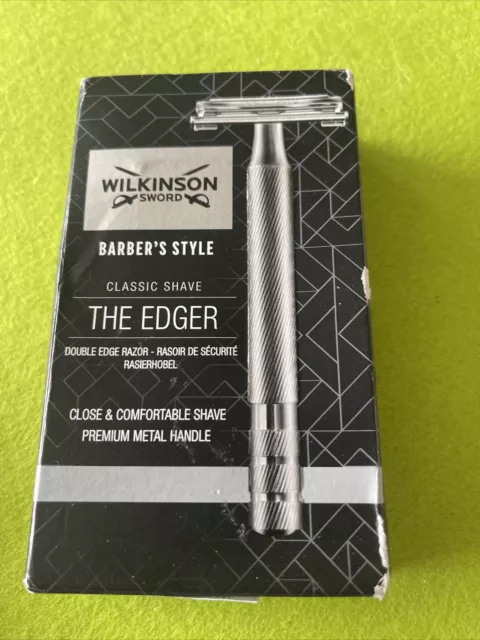 WILKINSON
SWORD
BARBER'S STYLE
CLASSIC SHAVE
THE EDGER
DOUBLE EDGE RAZOR - RASOIR DE SÉCURITÉ
RASIERHOBEL
CLOSE & COMFORTABLE SHAVE
PREMIUM METAL HANDLE